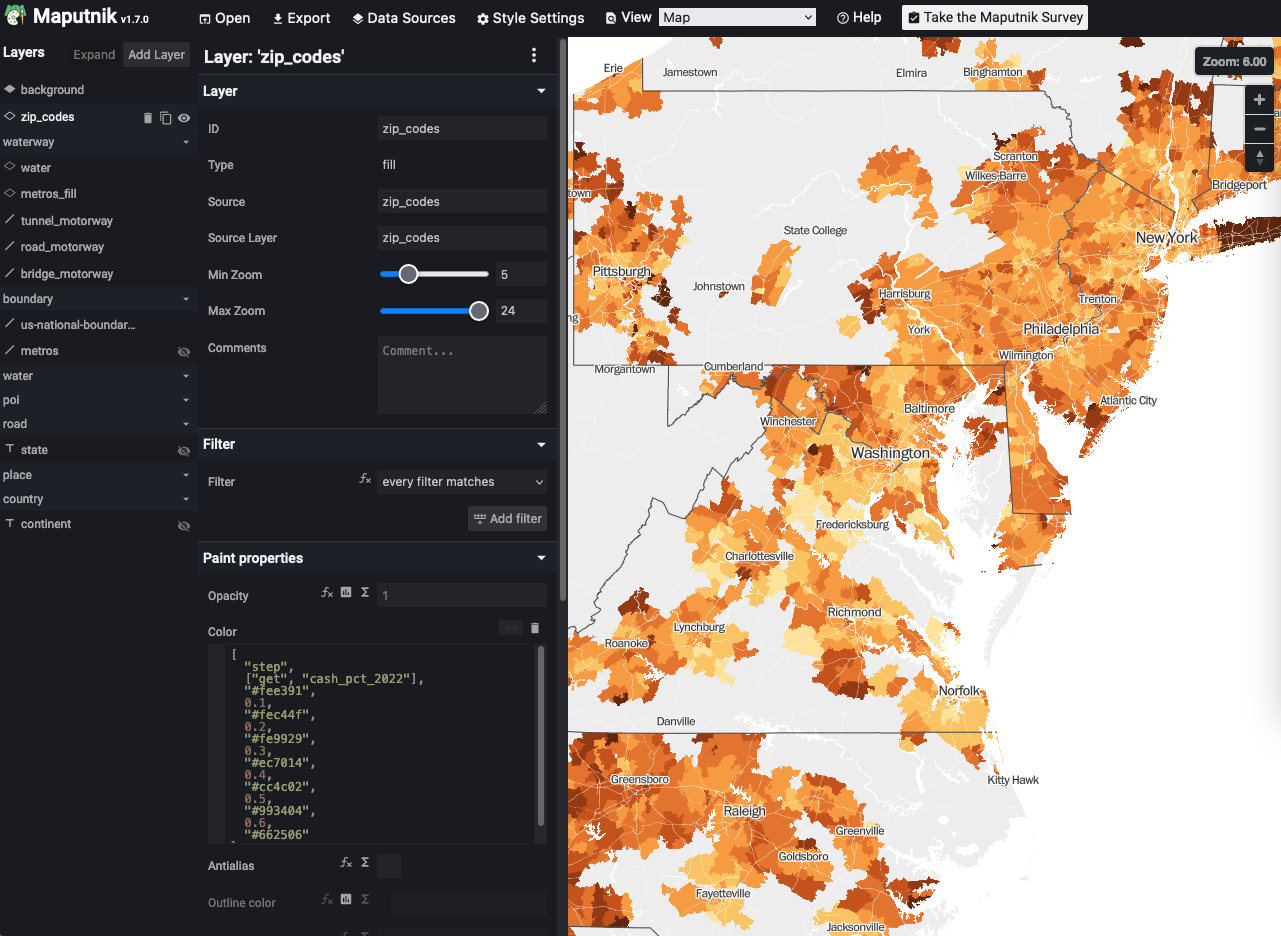 Maputnik v1.7.0
Open
Export
Data Sources
Style Settings
View
Map
Help
Take the Maputnik Survey
Layers
Expand
Add Layer
background
zip_codes
waterway
water
metros_fill
tunnel_motorway
road_motorway
bridge_motorway
boundary
us-national-boundar...
metros
water
poi
road
state
place
country
continent
Layer: 'zip_codes'
Layer
ID
zip_codes
Type
fill
Source
zip_codes
Source Layer
zip_codes
Min Zoom
5
Max Zoom
24
Comments
Comment...
Filter
Filter
every filter matches
Add filter
Paint properties
Opacity
1
Color
[
"step",
["get", "cash_pct_2022"],
"#fee391",
0.1,
"#fec44f",
0.2,
"#fe9929",
0.3,
"#ec7014",
0.4,
"#cc4c02",
0.5,
"#993404",
0.6,
"#662506"
Antialias
Outline color
Zoom: 6.00
Erie
Jamestown
Elmira
Binghamton
Scranton
Wilkes-Barre
Bridgeport
town
State College
New York
Pittsburgh
Johnstown
Harrisburg
Trenton
ng
York
Philadelphia
Wilmington
Morgantown
Cumberland
Atlantic City
Baltimore
Winchester
Washington
Fredericksburg
Charlottesville
Richmond
Lynchburg
Roanoke
Norfolk
Danville
Kitty Hawk
Greensboro
Raleigh
Greenville
Goldsboro
Fayetteville
Jacksonville